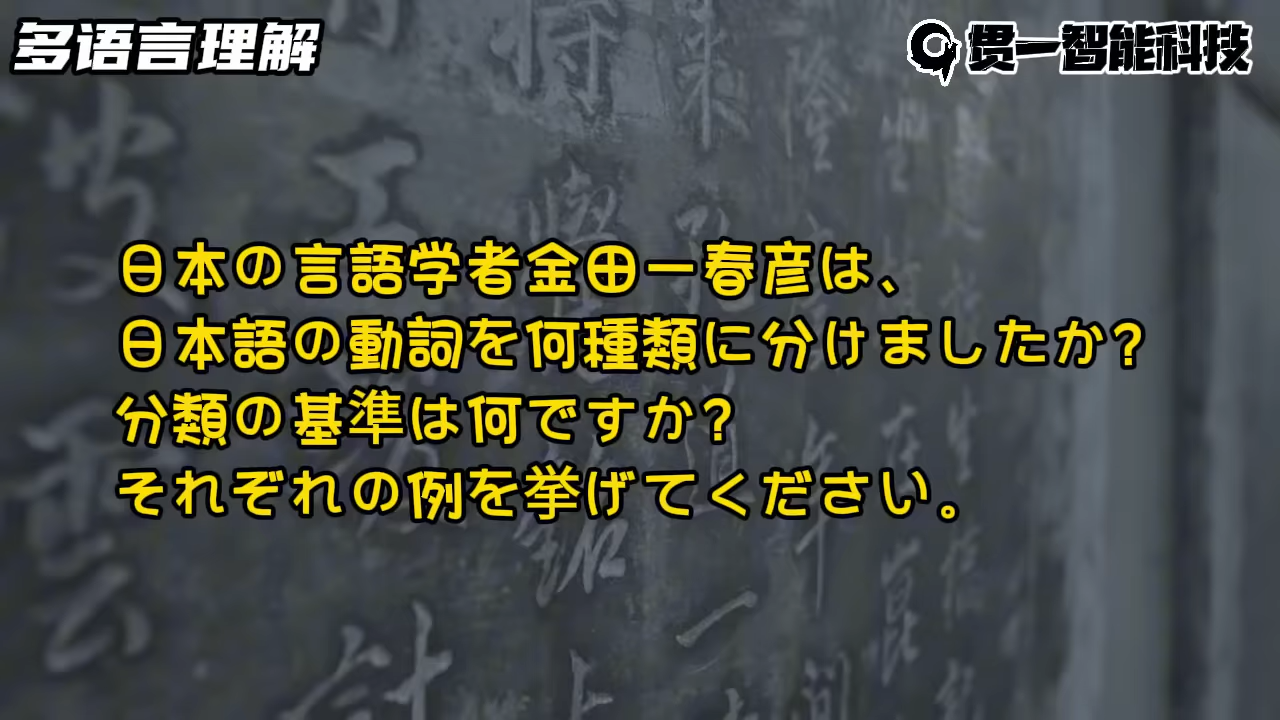 多语言理解
贯一智能科技
日本の言語学者金田一春彦は、
日本語の動詞を何種類に分けましたか?
分類の基準は何ですか?
それぞれの例を挙げてください。